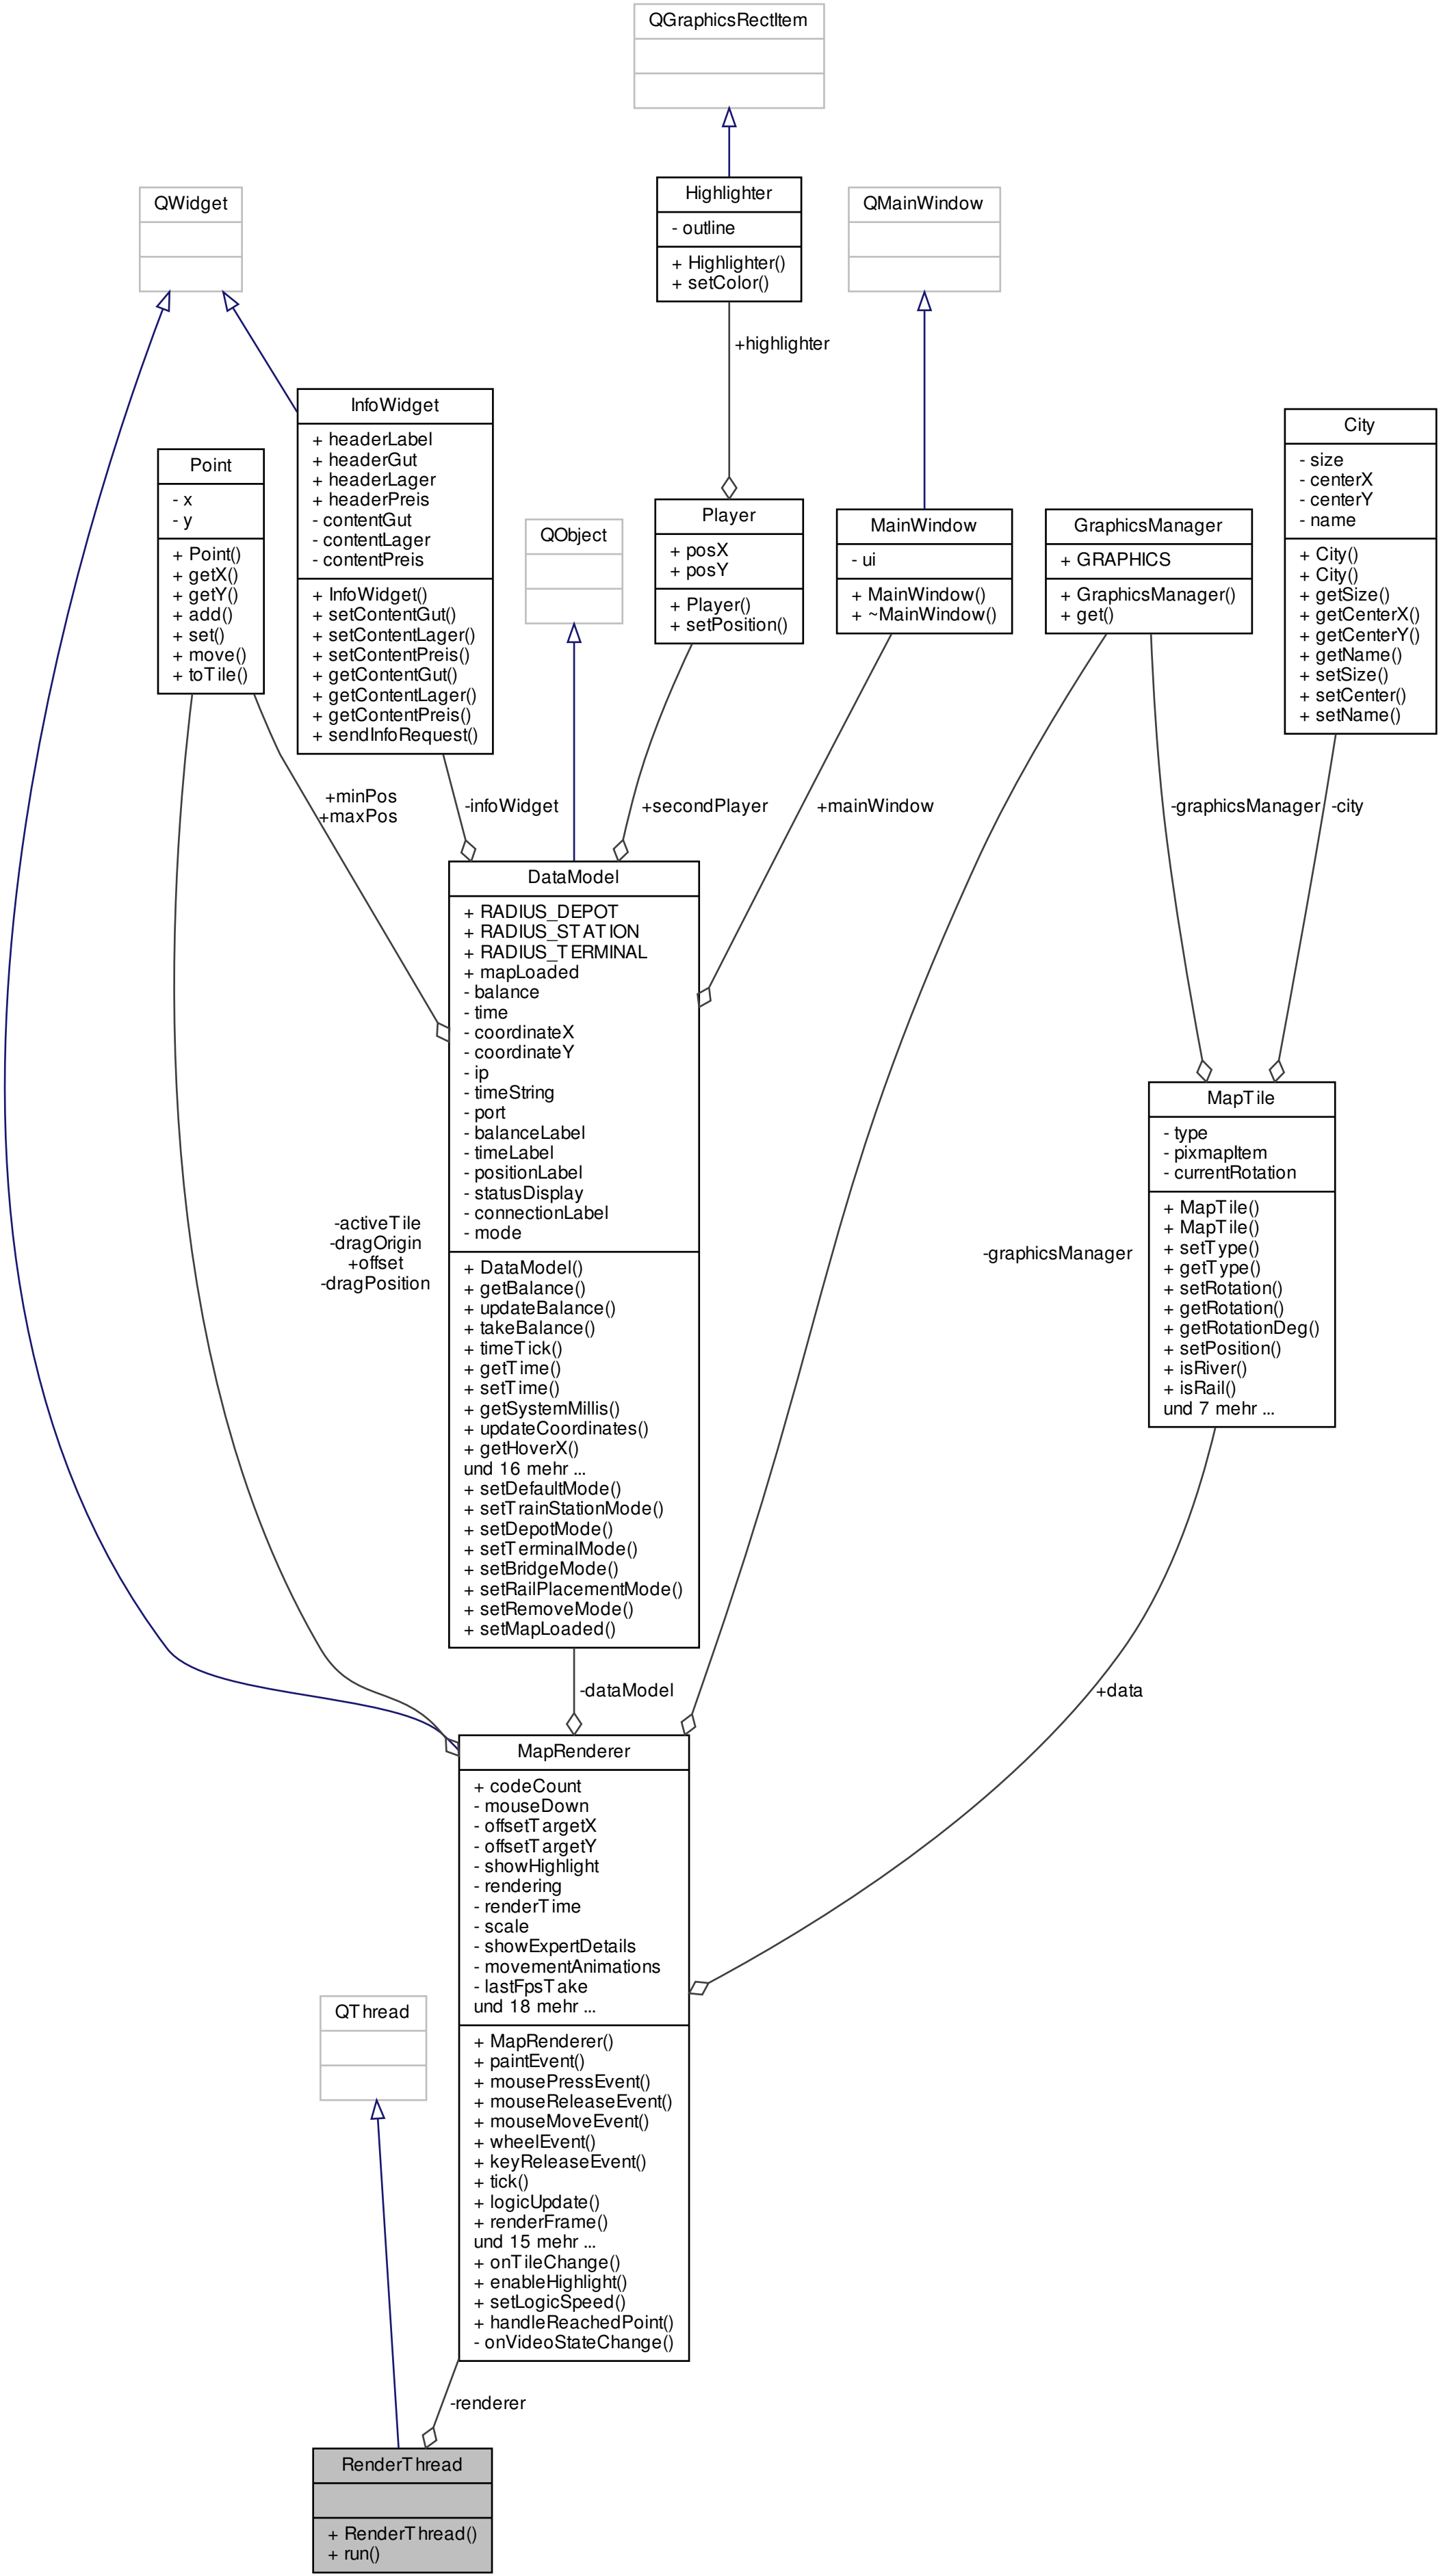 QGraphicsRectItem
Highlighter
- outline
+ Highlighter()
+ setColor()
QWidget
QMainWindow
+highlighter
InfoWidget
+ headerLabel
+ headerGut
+ headerLager
+ headerPreis
- contentGut
- contentLager
- contentPreis
+ InfoWidget()
+ setContentGut()
+ setContentLager()
+ setContentPreis()
+ getContentGut()
+ getContentLager()
+ getContentPreis()
+ sendInfoRequest()
City
- size
- centerX
- centerY
- name
+ City()
+ City()
+ getSize()
+ getCenterX()
+ getCenterY()
+ getName()
+ setSize()
+ setCenter()
+ setName()
Point
- x
- y
+ Point()
+ getX()
+ getY()
+ add()
+ set()
+ move()
+ toTile()
QObject
Player
+ posX
+ posY
+ Player()
+ setPosition()
MainWindow
- ui
+ MainWindow()
+ ~MainWindow()
GraphicsManager
+ GRAPHICS
+ GraphicsManager()
+ get()
+minPos
+maxPos
-infoWidget
+secondPlayer
+mainWindow
-graphicsManager
-city
DataModel
+ RADIUS_DEPOT
+ RADIUS_STATION
+ RADIUS_TERMINAL
+ mapLoaded
- balance
- time
- coordinateX
- coordinateY
- ip
- timeString
- port
- balanceLabel
- timeLabel
- positionLabel
- statusDisplay
- connectionLabel
- mode
+ DataModel()
+ getBalance()
+ updateBalance()
+ takeBalance()
+ timeTick()
+ getTime()
+ setTime()
+ getSystemMillis()
+ updateCoordinates()
+ getHoverX()
und 16 mehr ...
+ setDefaultMode()
+ setTrainStationMode()
+ setDepotMode()
+ setTerminalMode()
+ setBridgeMode()
+ setRailPlacementMode()
+ setRemoveMode()
+ setMapLoaded()
MapTile
- type
- pixmapItem
- currentRotation
+ MapTile()
+ MapTile()
+ setType()
+ getType()
+ setRotation()
+ getRotation()
+ getRotationDeg()
+ setPosition()
+ isRiver()
+ isRail()
und 7 mehr ...
-activeTile
-dragOrigin
+offset
-dragPosition
-graphicsManager
-dataModel
+data
MapRenderer
+ codeCount
- mouseDown
- offsetTargetX
- offsetTargetY
- showHighlight
- rendering
- renderTime
- scale
- showExpertDetails
- movementAnimations
- lastFpsTake
und 18 mehr ...
+ MapRenderer()
+ paintEvent()
+ mousePressEvent()
+ mouseReleaseEvent()
+ mouseMoveEvent()
+ wheelEvent()
+ keyReleaseEvent()
+ tick()
+ logicUpdate()
+ renderFrame()
und 15 mehr ...
+ onTileChange()
+ enableHighlight()
+ setLogicSpeed()
+ handleReachedPoint()
- onVideoStateChange()
QThread
-renderer
RenderThread
+ RenderThread()
+ run()